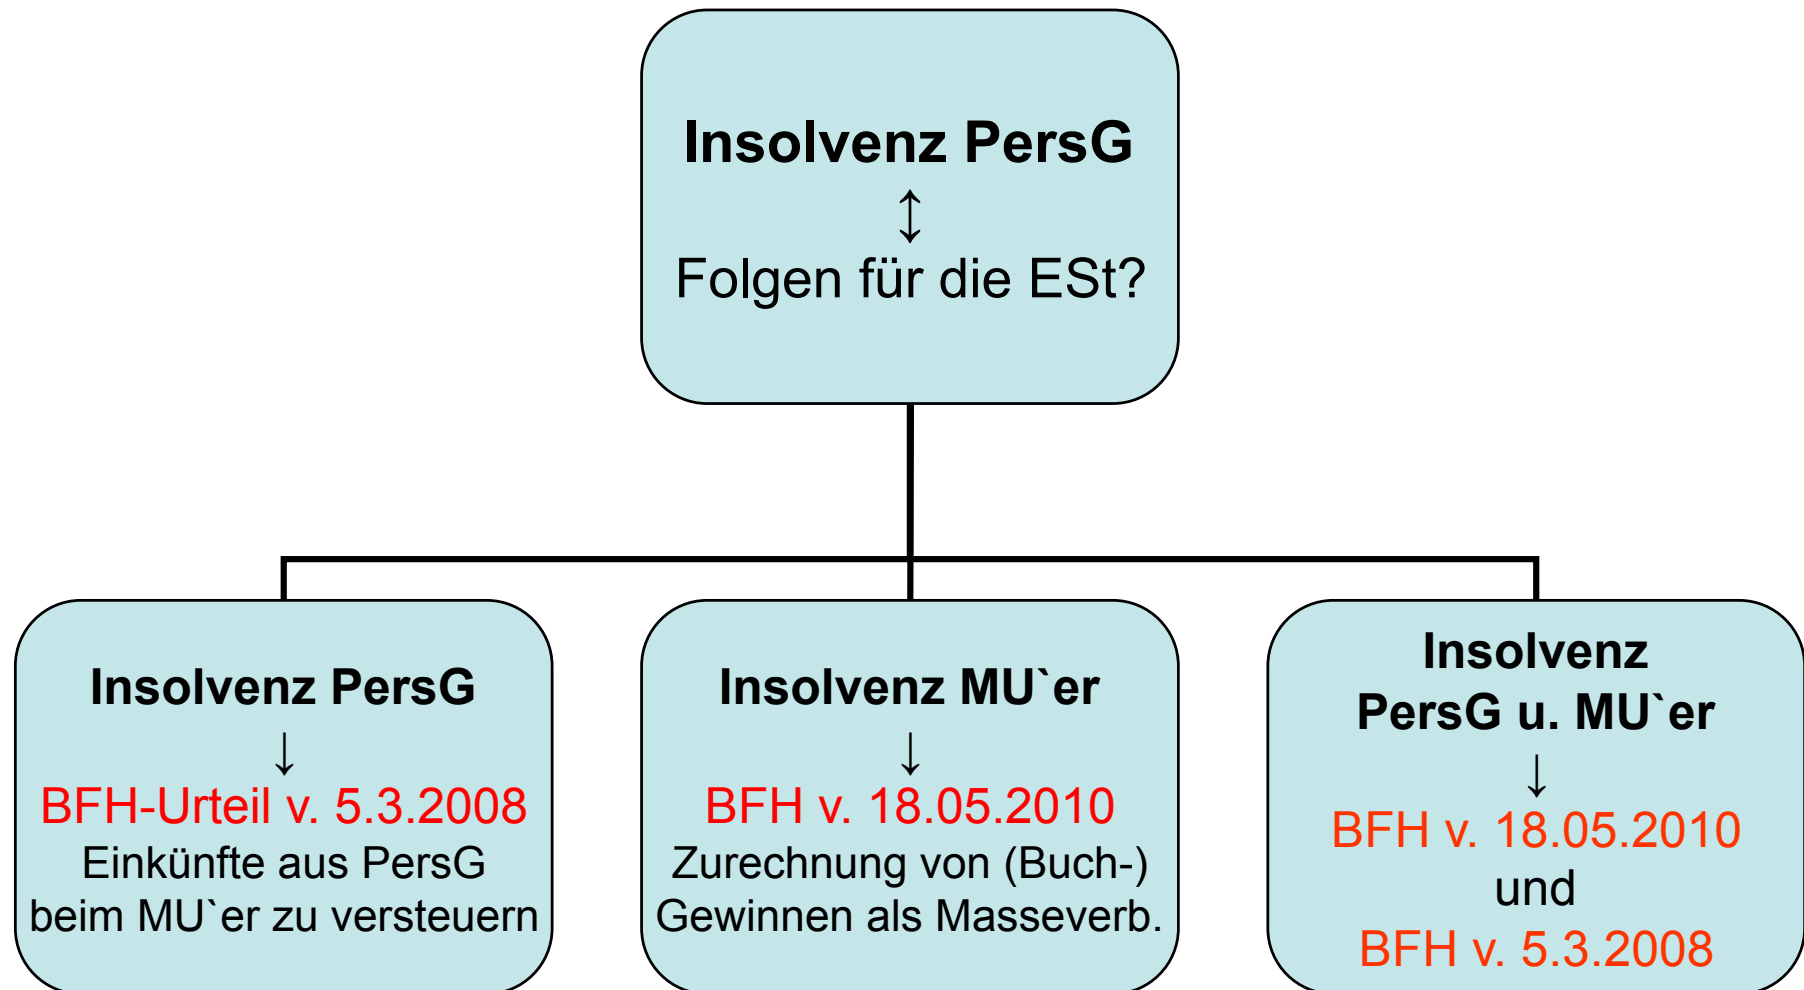 Insolvenz PersG
↕
Folgen für die ESt?
Insolvenz PersG
↓
BFH-Urteil v. 5.3.2008
Einkünfte aus PersG
beim MU`er zu versteuern
Insolvenz MU`er
↓
BFH v. 18.05.2010
Zurechnung von (Buch-)
Gewinnen als Masseverb.
Insolvenz
PersG u. MU`er
↓
BFH v. 18.05.2010
und
BFH v. 5.3.2008